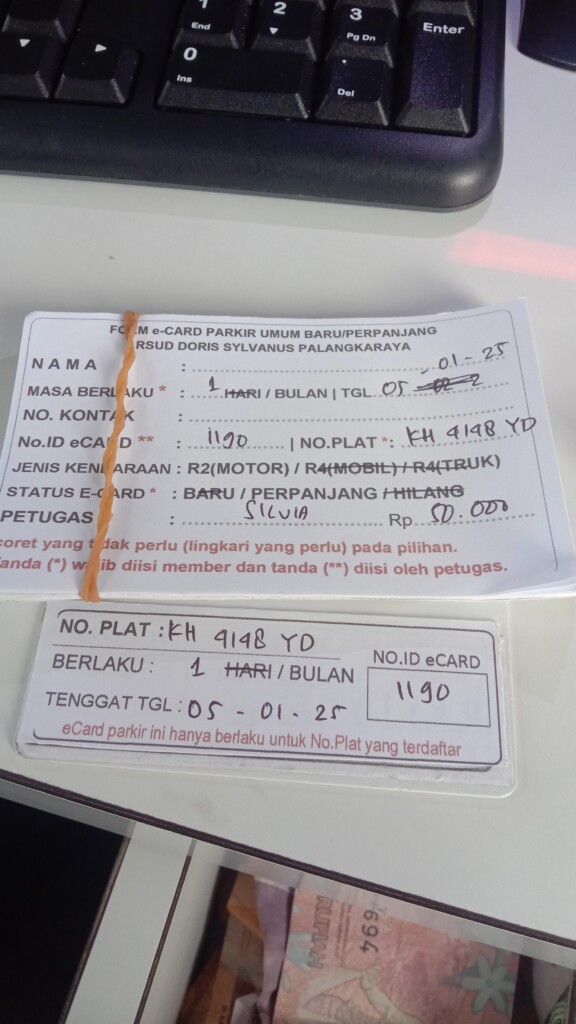 1
End
2
3
Pg Dn
Enter
0
Ins
.
Del
FORM e-CARD PARKIR UMUM BARU/PERPANJANG
RSUD DORIS SYLVANUS PALANGKARAYA
NAMA :
MASA BERLAKU * : 1 HARI / BULAN | TGL 05 - 01 - 25
NO. KONTAK :
No.ID eCARD ** : 1190 | NO.PLAT *: KH 4148 YD
JENIS KENDARAAN : R2(MOTOR) / R4(MOBIL) / R4(TRUK)
STATUS E-CARD * : BARU / PERPANJANG / HILANG
PETUGAS : SILVIA Rp 50.000
coret yang tidak perlu (lingkari yang perlu) pada pilihan.
anda (*) wajib diisi member dan tanda (**) diisi oleh petugas.
NO. PLAT : KH 4148 YD
BERLAKU : 1 HARI / BULAN
NO.ID eCARD
1190
TENGGAT TGL : 05 - 01 - 25
eCard parkir ini hanya berlaku untuk No.Plat yang terdaftar
RUPIAH
694